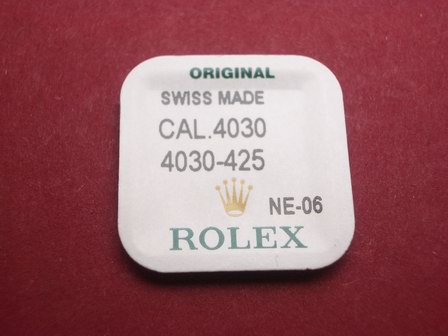 ORIGINAL
SWISS MADE
CAL.4030
4030-425
NE-06
ROLEX